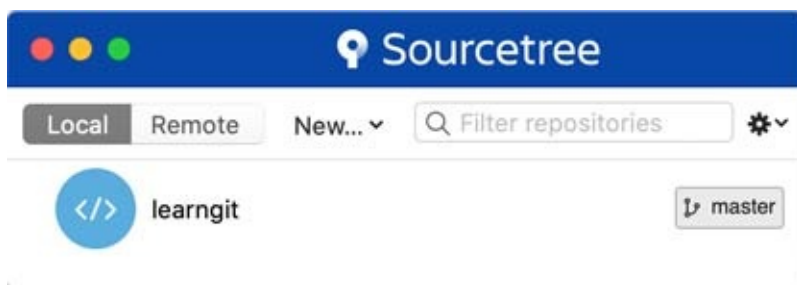 Sourcetree
Local Remote New... Filter repositories
</> learngit master